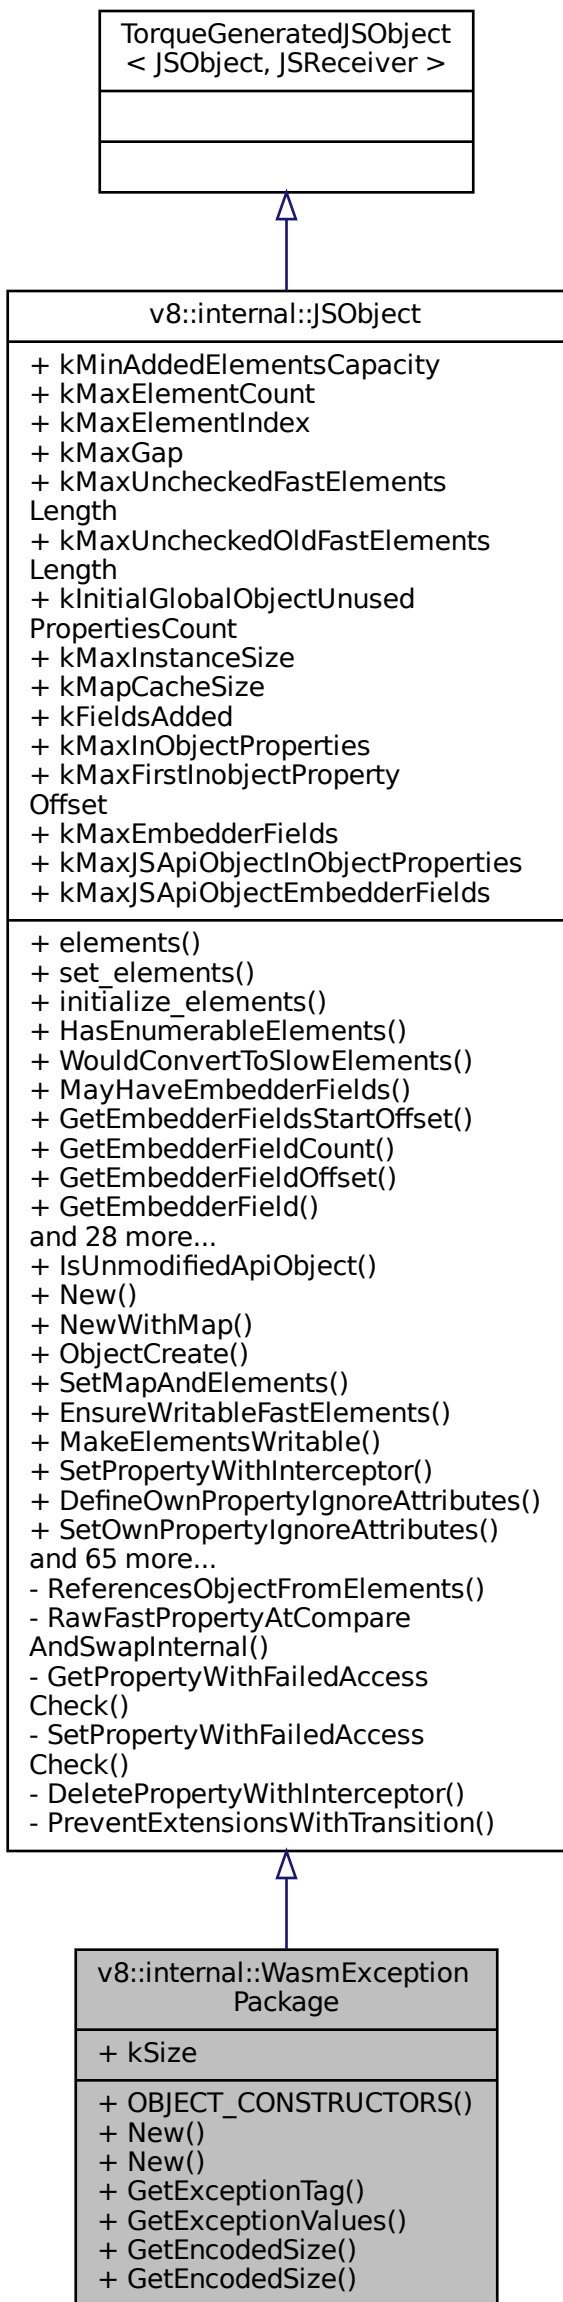 TorqueGeneratedJSObject
< JSObject, JSReceiver >
v8::internal::JSObject
+ kMinAddedElementsCapacity
+ kMaxElementCount
+ kMaxElementIndex
+ kMaxGap
+ kMaxUncheckedFastElements
Length
+ kMaxUncheckedOldFastElements
Length
+ kInitialGlobalObjectUnused
PropertiesCount
+ kMaxInstanceSize
+ kMapCacheSize
+ kFieldsAdded
+ kMaxInObjectProperties
+ kMaxFirstInobjectProperty
Offset
+ kMaxEmbedderFields
+ kMaxJSApiObjectInObjectProperties
+ kMaxJSApiObjectEmbedderFields
+ elements()
+ set_elements()
+ initialize_elements()
+ HasEnumerableElements()
+ WouldConvertToSlowElements()
+ MayHaveEmbedderFields()
+ GetEmbedderFieldsStartOffset()
+ GetEmbedderFieldCount()
+ GetEmbedderFieldOffset()
+ GetEmbedderField()
and 28 more...
+ IsUnmodifiedApiObject()
+ New()
+ NewWithMap()
+ ObjectCreate()
+ SetMapAndElements()
+ EnsureWritableFastElements()
+ MakeElementsWritable()
+ SetPropertyWithInterceptor()
+ DefineOwnPropertyIgnoreAttributes()
+ SetOwnPropertyIgnoreAttributes()
and 65 more...
- ReferencesObjectFromElements()
- RawFastPropertyAtCompare
AndSwapInternal()
- GetPropertyWithFailedAccess
Check()
- SetPropertyWithFailedAccess
Check()
- DeletePropertyWithInterceptor()
- PreventExtensionsWithTransition()
v8::internal::WasmException
Package
+ kSize
+ OBJECT_CONSTRUCTORS()
+ New()
+ New()
+ GetExceptionTag()
+ GetExceptionValues()
+ GetEncodedSize()
+ GetEncodedSize()